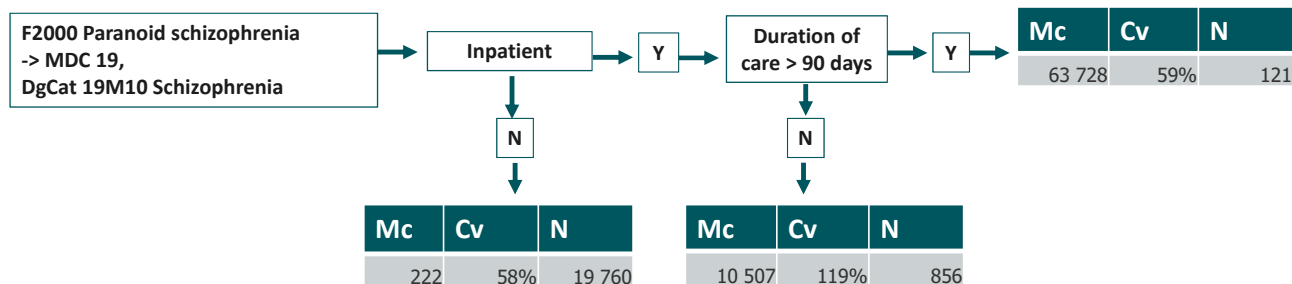 F2000 Paranoid schizophrenia
-> MDC 19,
DgCat 19M10 Schizophrenia
Inpatient
Y
Duration of
care > 90 days
Y
Mc Cv N
63 728 59% 121
N
N
Mc Cv N
222 58% 19 760
Mc Cv N
10 507 119% 856